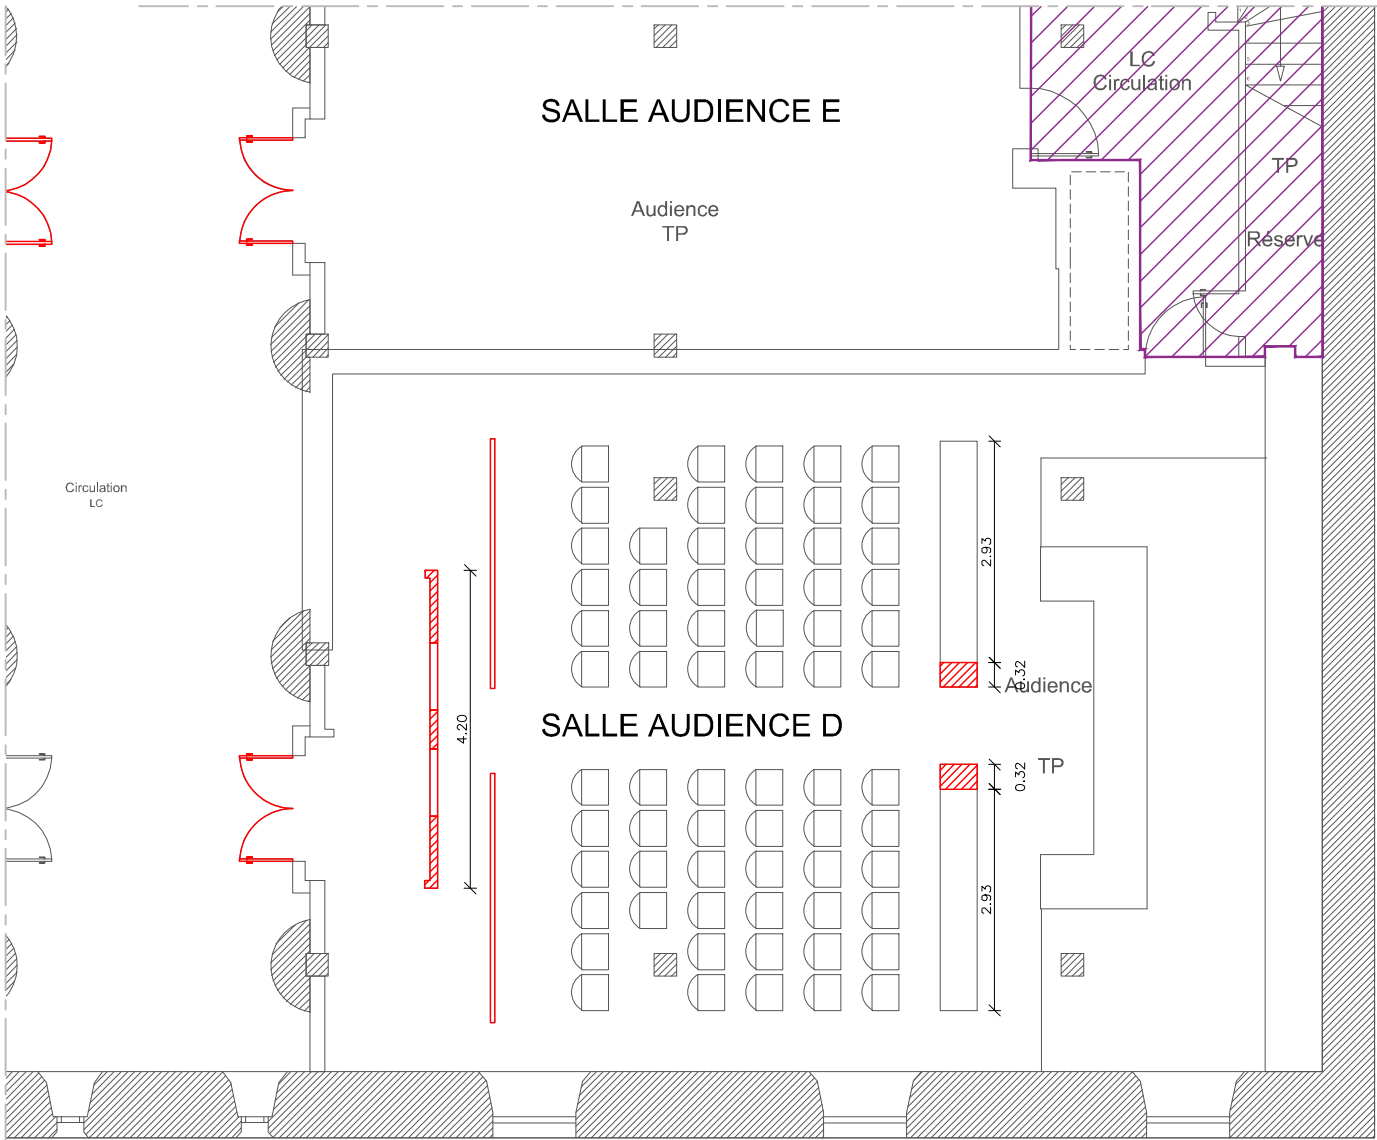 LC
Circulation
SALLE AUDIENCE E
TP
Audience
TP
Réserve
Circulation
LC
2.93
0.32
Audience
4.20
SALLE AUDIENCE D
TP
0.32
2.93